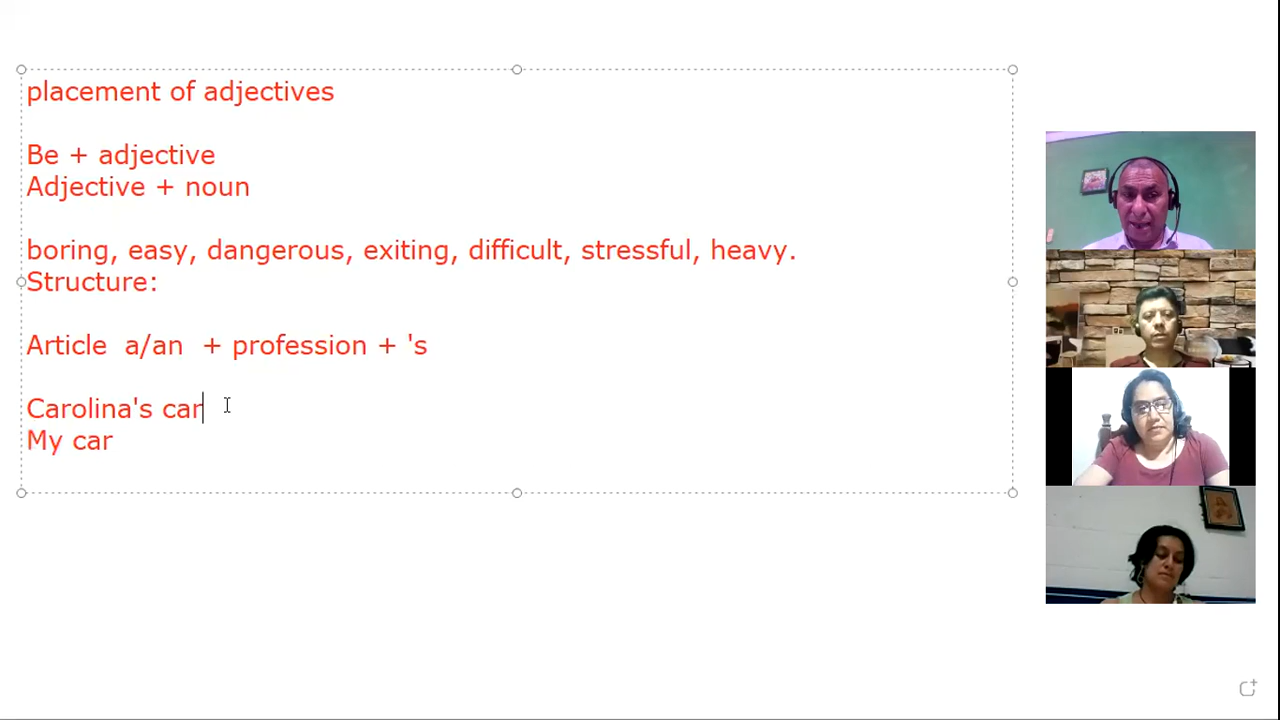 placement of adjectives
Be + adjective
Adjective + noun
boring, easy, dangerous, exiting, difficult, stressful, heavy.
Structure:
Article  a/an  + profession + 's
Carolina's car
My car